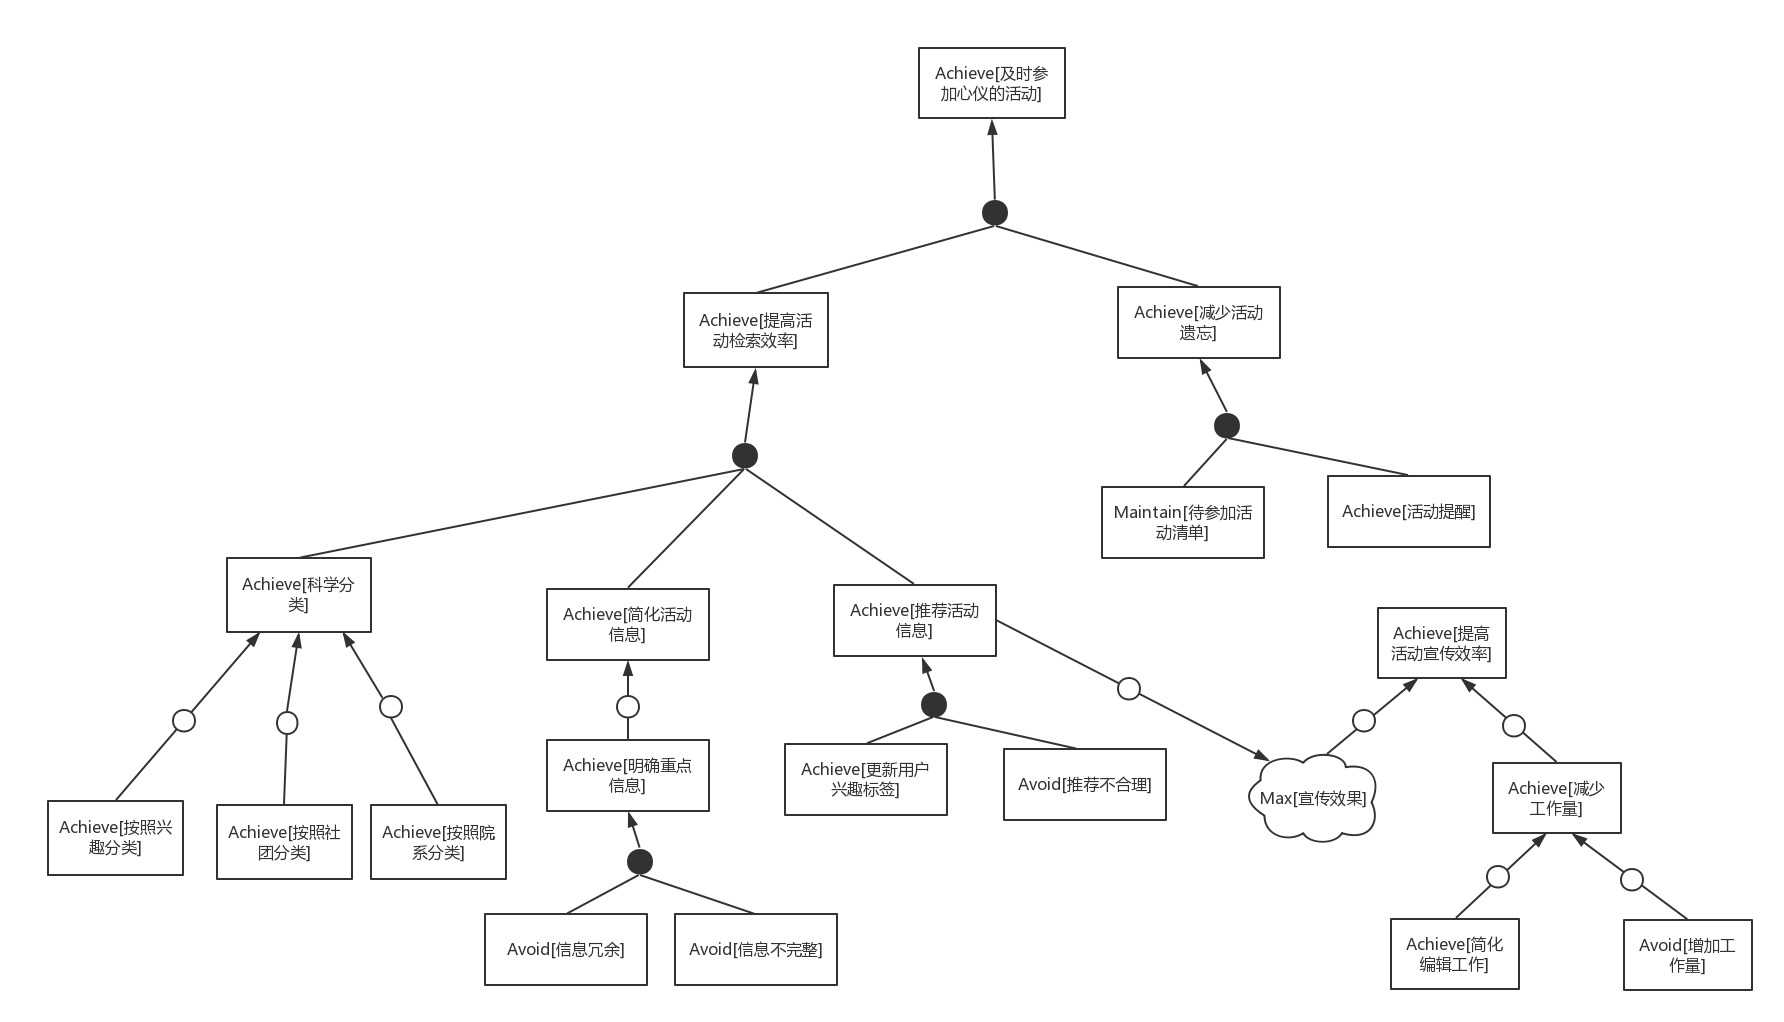 Achieve[及时参
加心仪的活动]
Achieve[提高活
动检索效率]
Achieve[减少活动
遗忘]
Maintain[待参加活
动清单]
Achieve[活动提醒]
Achieve[科学分
类]
Achieve[简化活动
信息]
Achieve[推荐活动
信息]
Achieve[提高
活动宣传效率]
Achieve[明确重点
信息]
Achieve[更新用户
兴趣标签]
Avoid[推荐不合理]
Max[宣传效果]
Achieve[减少
工作量]
Achieve[按照兴
趣分类]
Achieve[按照社
团分类]
Achieve[按照院
系分类]
Avoid[信息冗余]
Avoid[信息不完整]
Achieve[简化
编辑工作]
Avoid[增加工
作量]